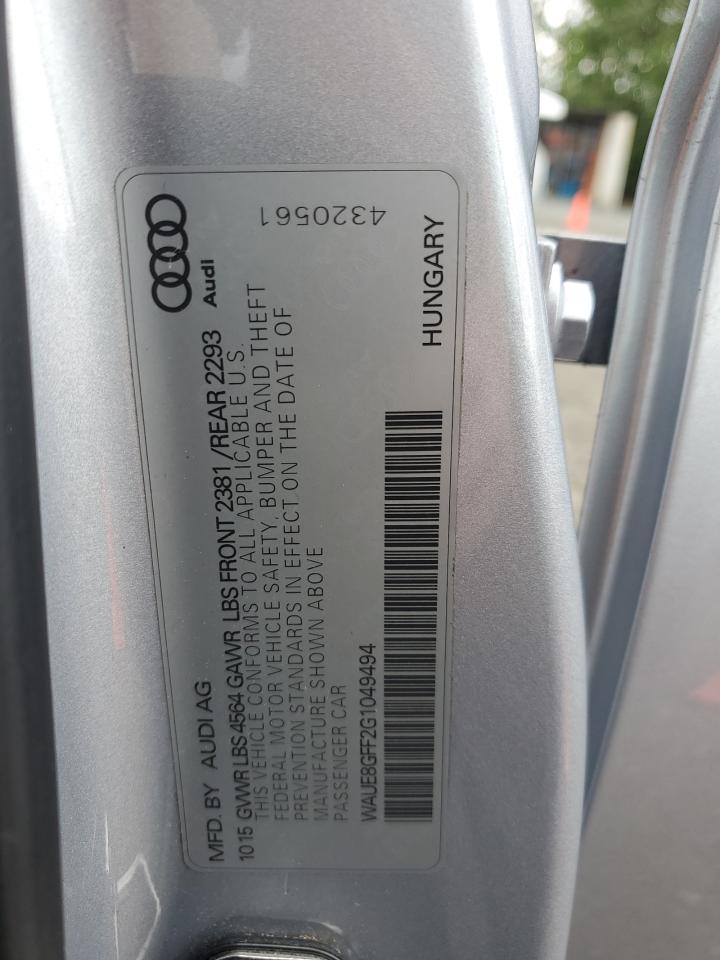 MFD. BY AUDI AG
Audi
10 15 GVWR LBS 4564 GAWR LBS FRONT 2381 /REAR 2293
THIS VEHICLE CONFORMS TO ALL APPLICABLE U.S.
FEDERAL MOTOR VEHICLE SAFETY, BUMPER AND THEFT
PREVENTION STANDARDS IN EFFECT ON THE DATE OF
MANUFACTURE SHOWN ABOVE
PASSENGER CAR
WAUE8GFF2G1049494
HUNGARY
4320561